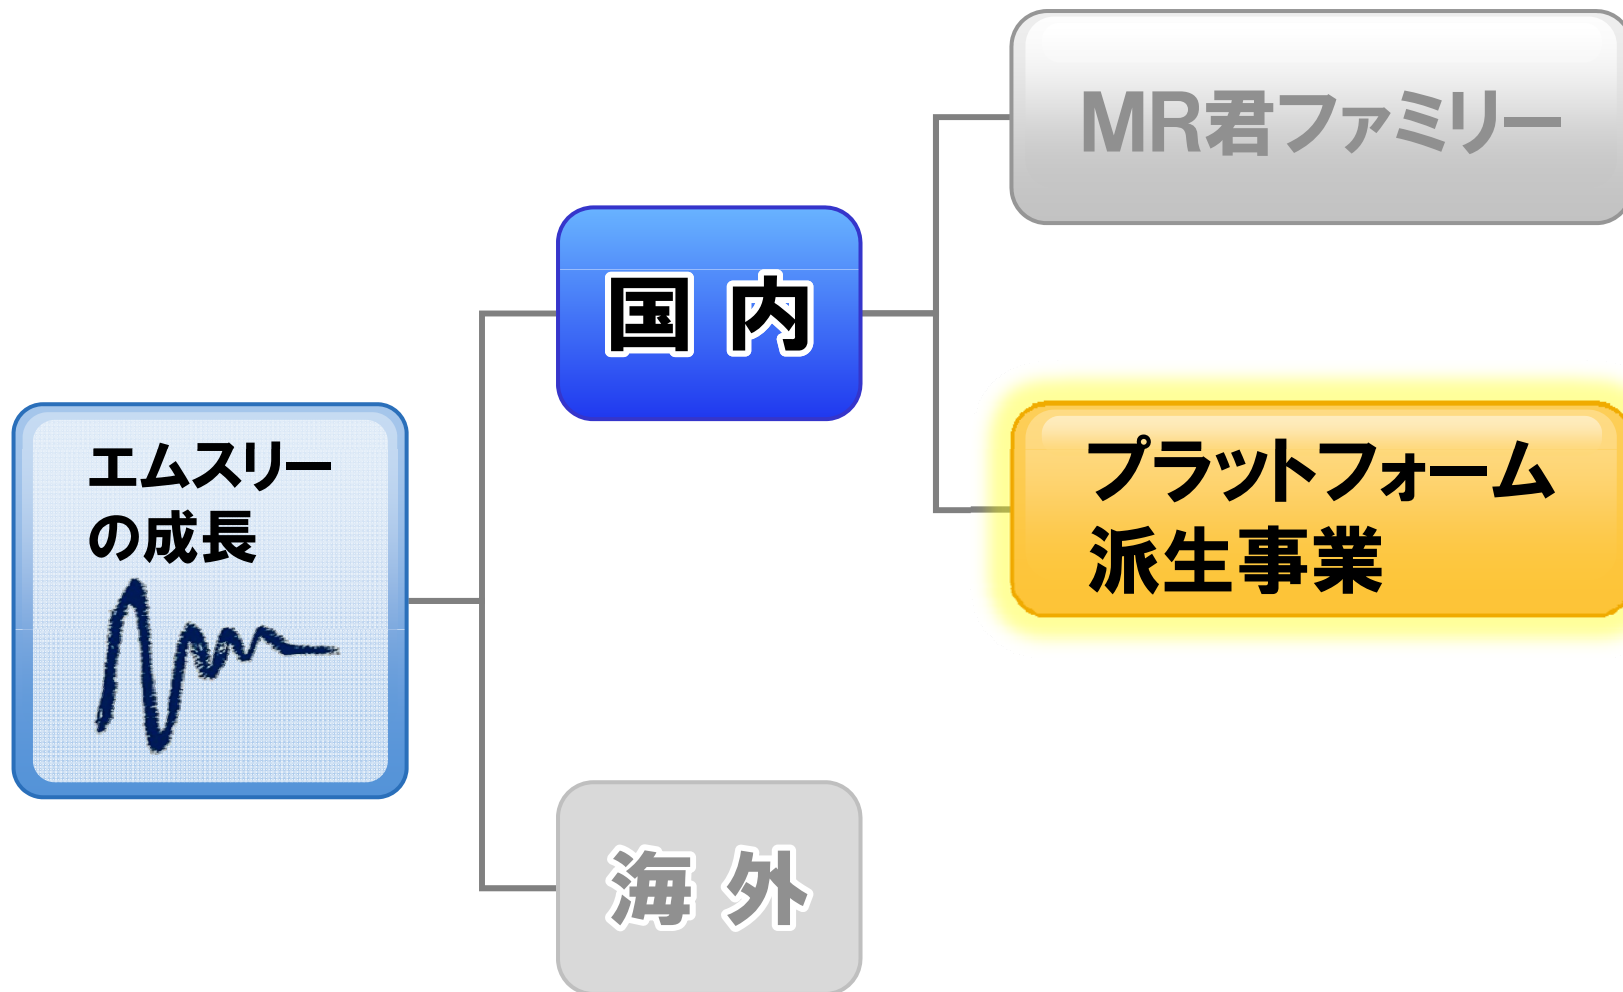 MR君ファミリー
国 内
プラットフォーム
派生事業
エムスリー
の成長
海 外